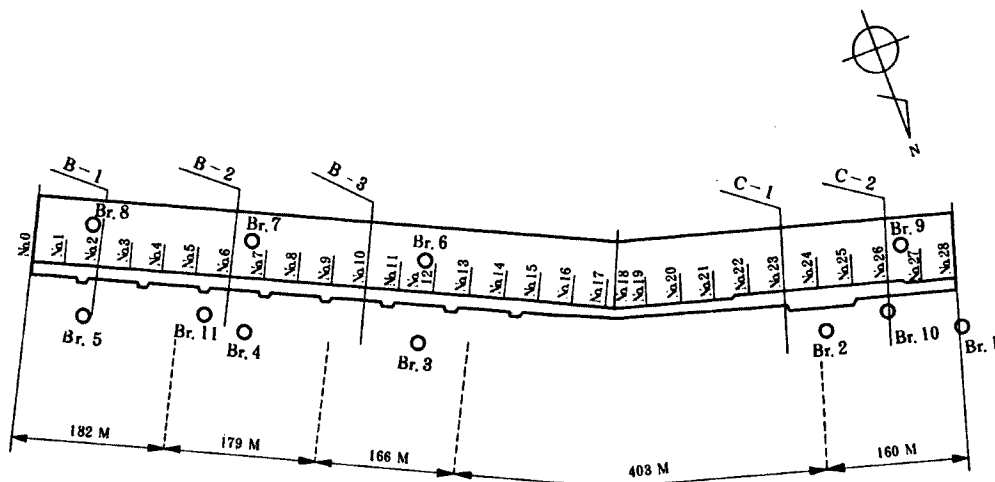 N
B-1
B-2
B-3
C-1
C-2
Br. 8
Br. 7
Br. 6
Br. 9
No.0
No.1
No.2
No.3
No.4
No.5
No.6
No.7
No.8
No.9
No.10
No.11
No.12
No.13
No.14
No.15
No.16
No.17
No.18
No.19
No.20
No.21
No.22
No.23
No.24
No.25
No.26
No.27
No.28
Br. 5
Br. 11
Br. 4
Br. 3
Br. 2
Br. 10
Br. 1
182 M
179 M
166 M
403 M
160 M